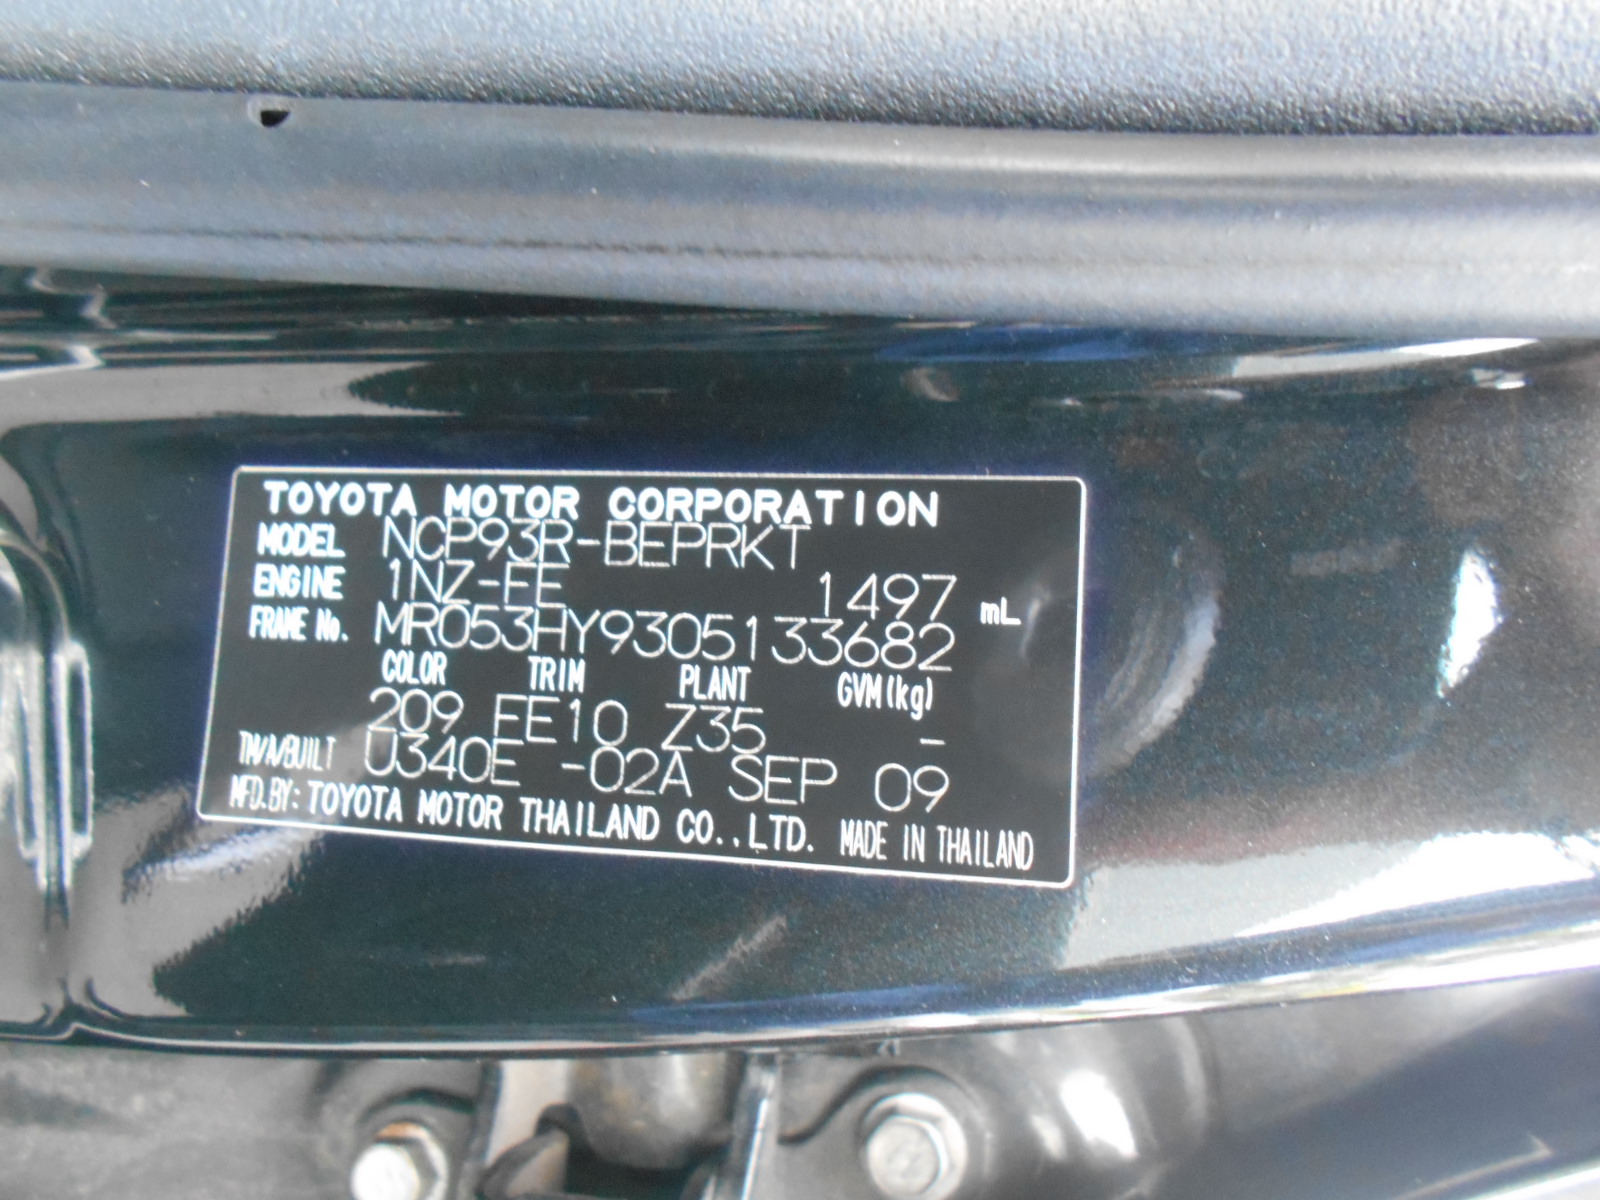 TOYOTA MOTOR CORPORATION
MODEL NCP93R-BEPRKT
ENGINE 1NZ-FE 1497 mL
FRAME No. MR053HY9305133682
COLOR TRIM PLANT GVM(kg)
209 FE10 Z35 -
TM/A/BUILT U340E -02A SEP 09
MFD.BY: TOYOTA MOTOR THAILAND CO.,LTD. MADE IN THAILAND